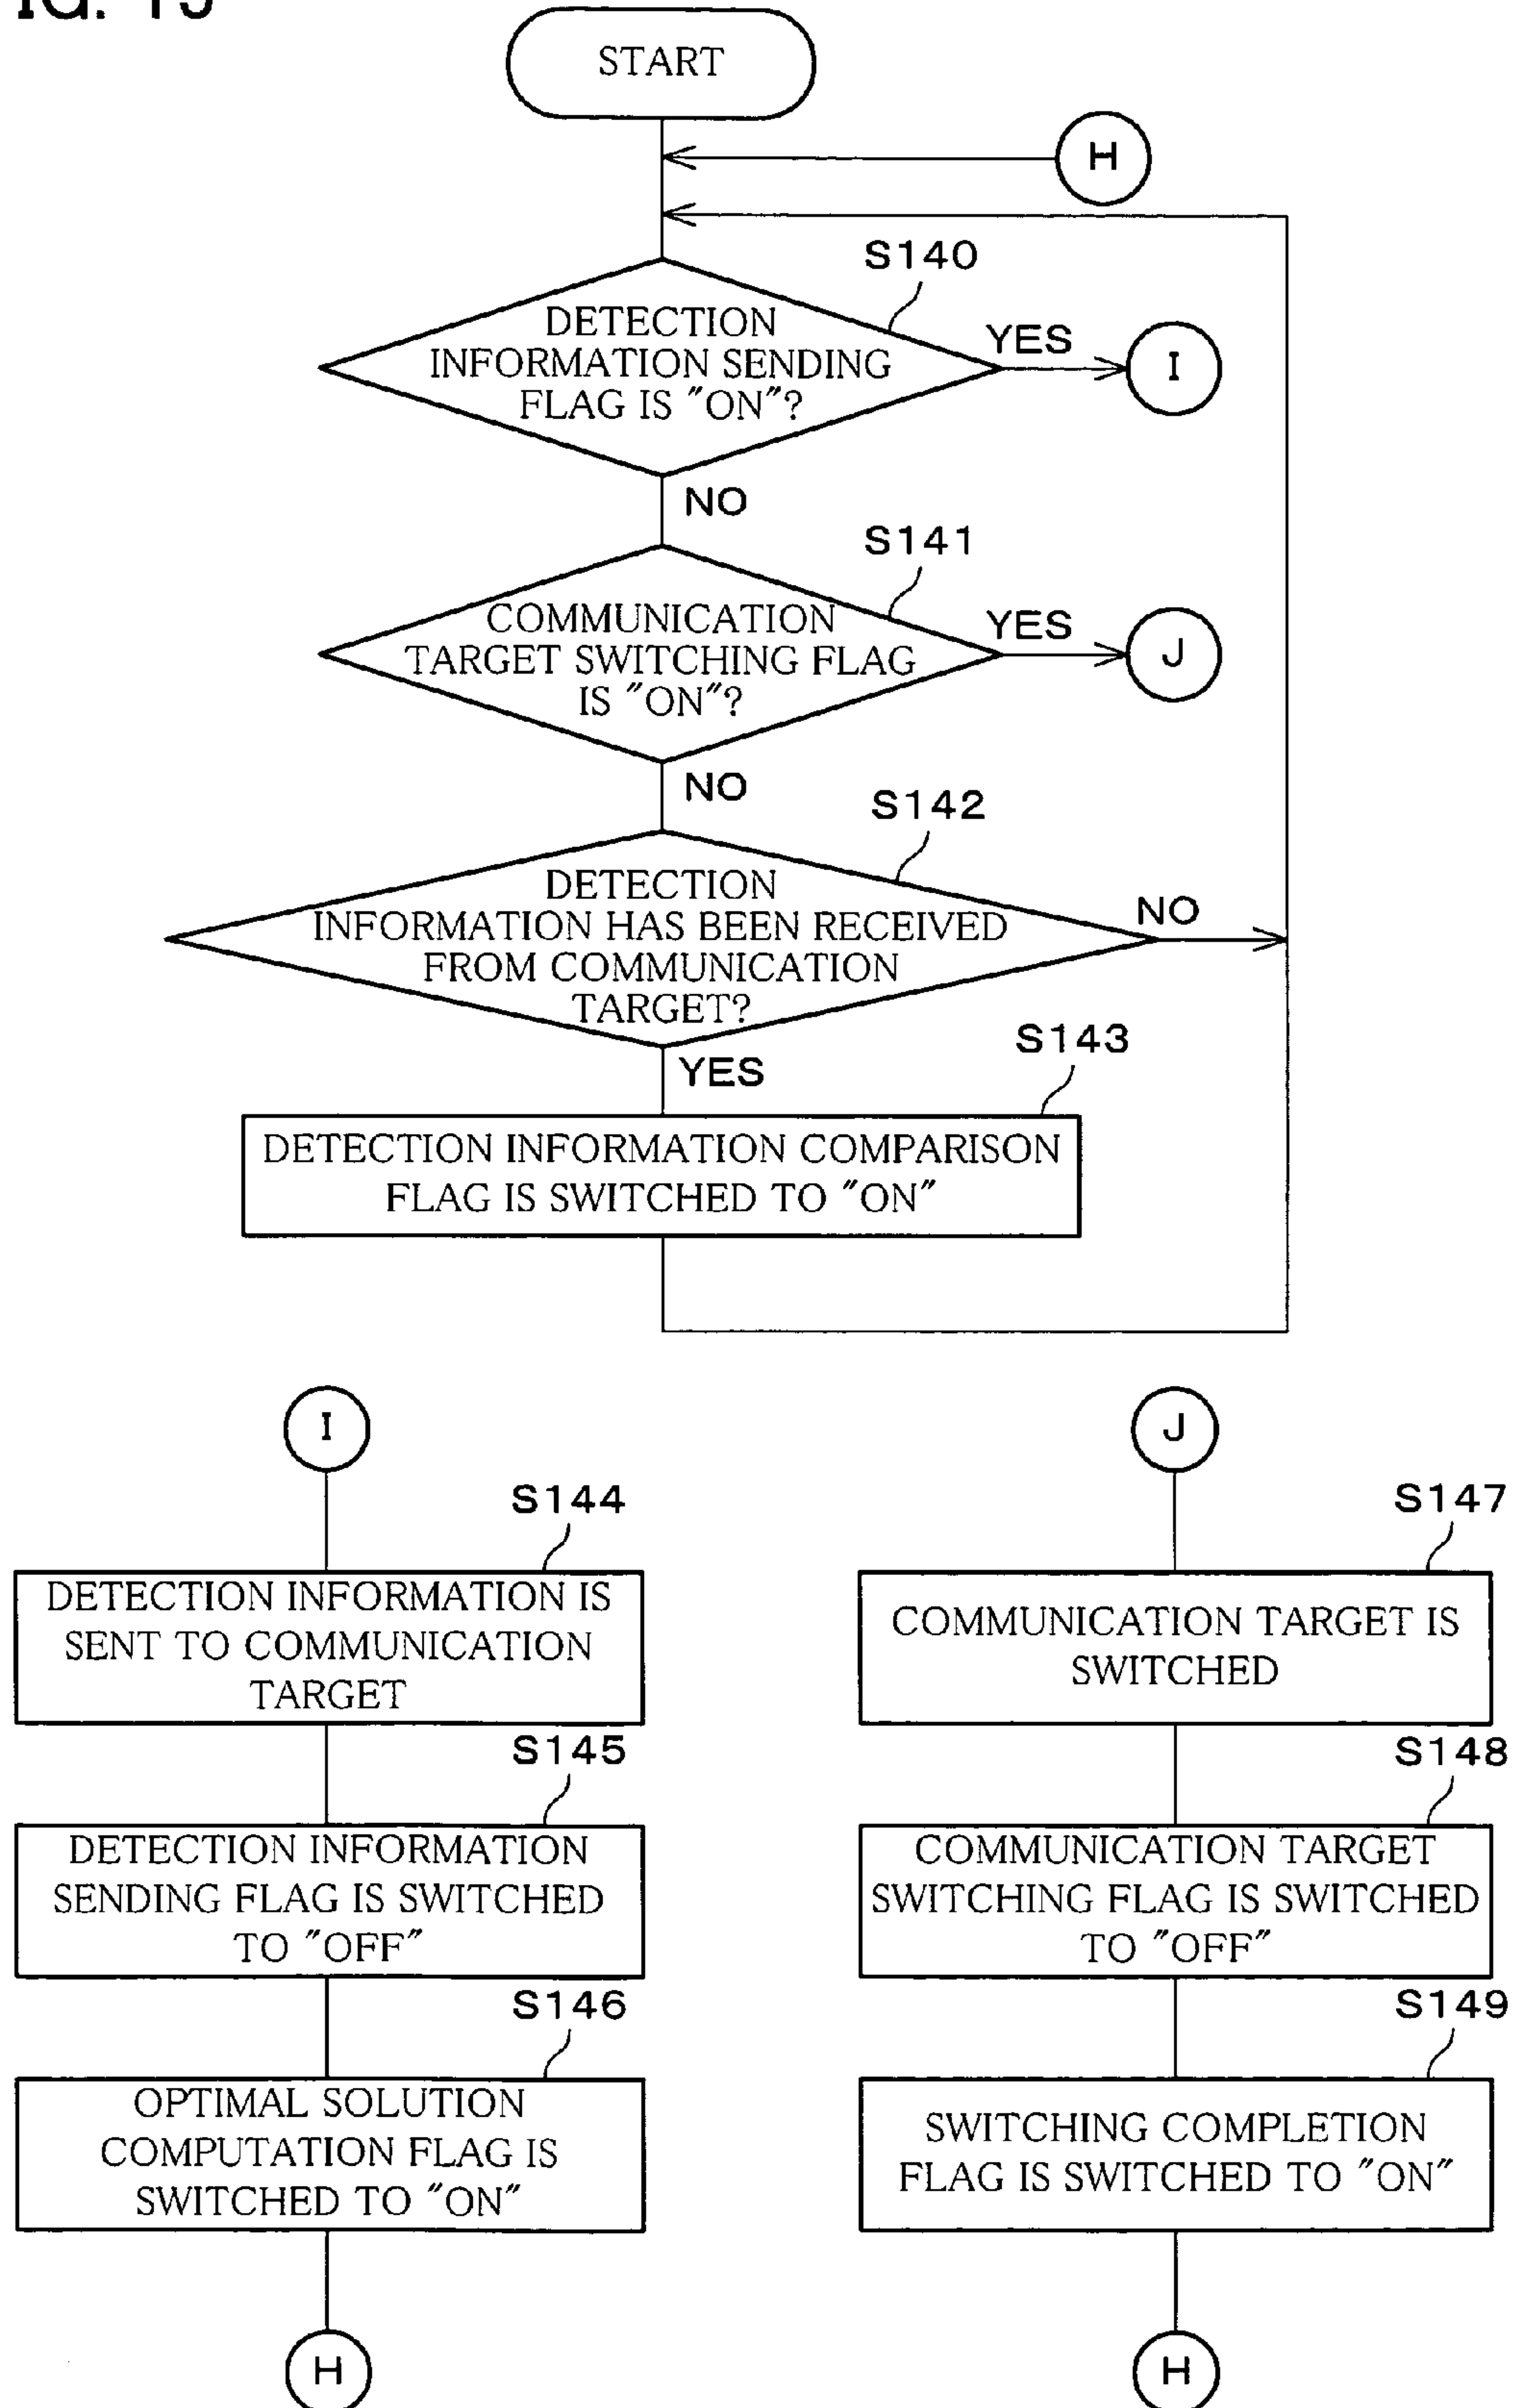 START
H
S140
DETECTION
INFORMATION SENDING
FLAG IS "ON"?
YES
I
NO
S141
COMMUNICATION
TARGET SWITCHING FLAG
IS "ON"?
YES
J
NO
S142
DETECTION
INFORMATION HAS BEEN RECEIVED
FROM COMMUNICATION
TARGET?
NO
YES
S143
DETECTION INFORMATION COMPARISON
FLAG IS SWITCHED TO "ON"
I
S144
DETECTION INFORMATION IS
SENT TO COMMUNICATION
TARGET
S145
DETECTION INFORMATION
SENDING FLAG IS SWITCHED
TO "OFF"
S146
OPTIMAL SOLUTION
COMPUTATION FLAG IS
SWITCHED TO "ON"
H
J
S147
COMMUNICATION TARGET IS
SWITCHED
S148
COMMUNICATION TARGET
SWITCHING FLAG IS SWITCHED
TO "OFF"
S149
SWITCHING COMPLETION
FLAG IS SWITCHED TO "ON"
H